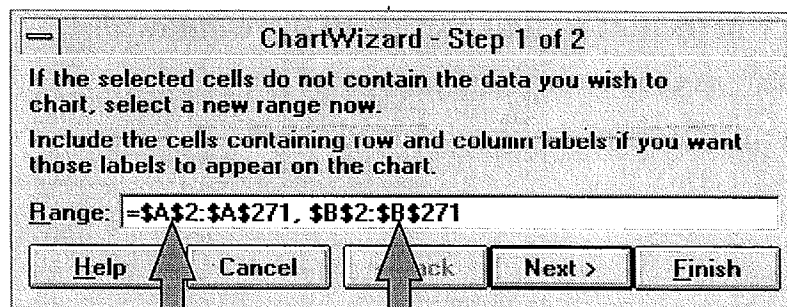 ChartWizard - Step 1 of 2
If the selected cells do not contain the data you wish to
chart, select a new range now.
Include the cells containing row and column labels if you want
those labels to appear on the chart.
Range: =$A$2:$A$271, $B$2:$B$271
Help Cancel Next > Finish